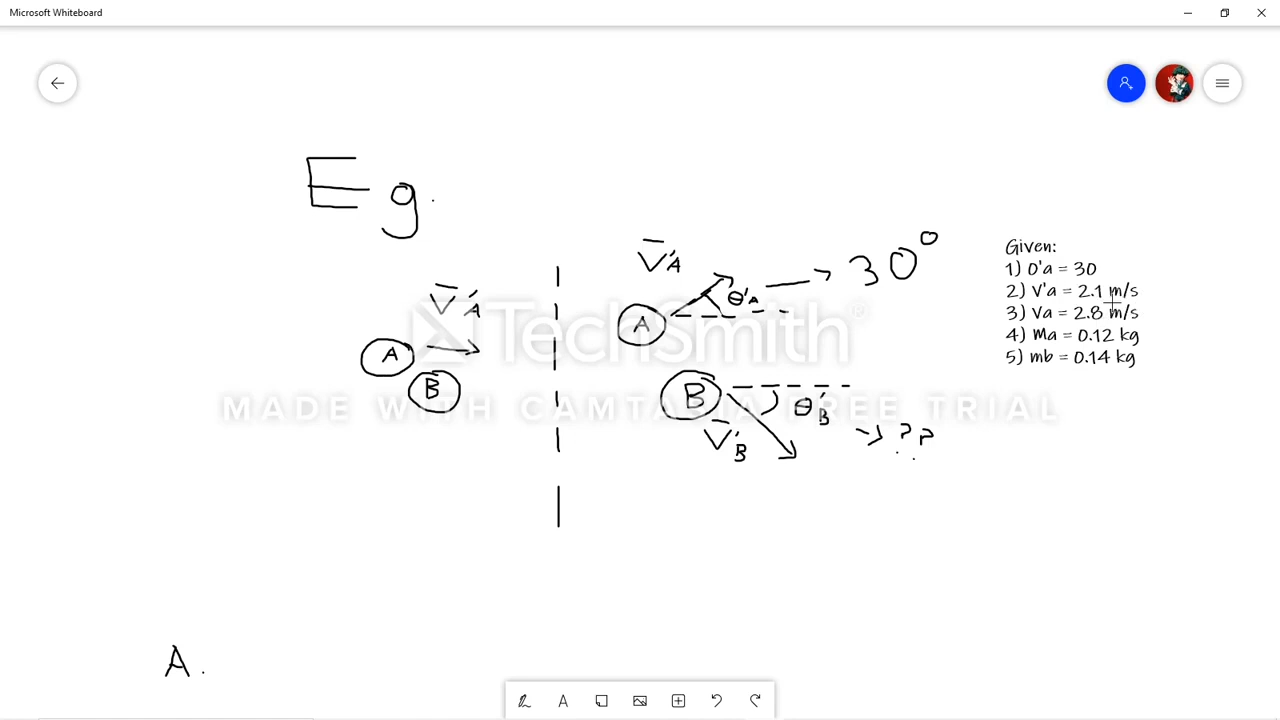 Microsoft Whiteboard
Eg.
V̅'A
A
B
V̅'A
θ'A
30°
A
B
θ'B
V̅'B
??
Given:
1) O'a = 30
2) V'a = 2.1 m/s
3) Va = 2.8 m/s
4) Ma = 0.12 kg
5) mb = 0.14 kg
TechSmith
MADE WITH CAMTASIA FREE TRIAL
A.
A